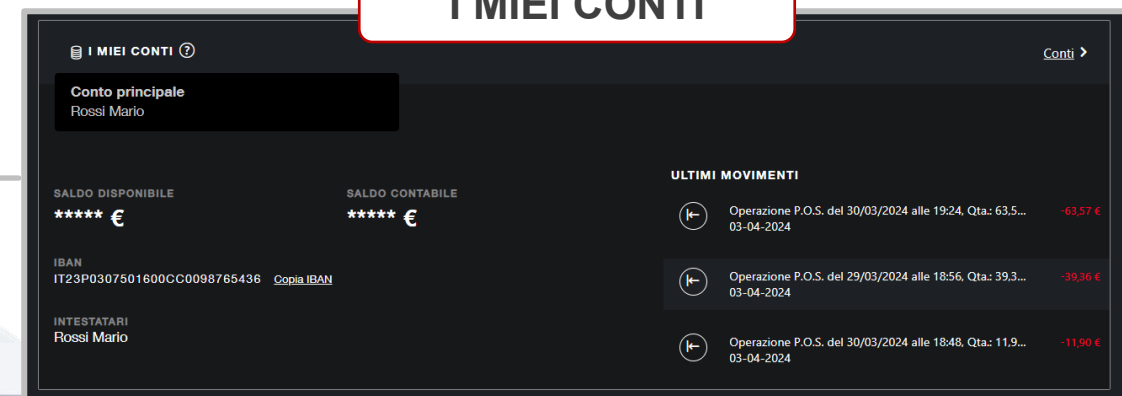 I MIEI CONTI
I MIEI CONTI ?
Conti >
Conto principale
Rossi Mario
SALDO DISPONIBILE
***** €
SALDO CONTABILE
***** €
IBAN
IT23P0307501600CC0098765436 Copia IBAN
INTESTATARI
Rossi Mario
ULTIMI MOVIMENTI
Operazione P.O.S. del 30/03/2024 alle 19:24, Qta.: 63,5... -63,57 €
03-04-2024
Operazione P.O.S. del 29/03/2024 alle 18:56, Qta.: 39,3... -39,36 €
03-04-2024
Operazione P.O.S. del 30/03/2024 alle 18:48, Qta.: 11,9... -11,90 €
03-04-2024